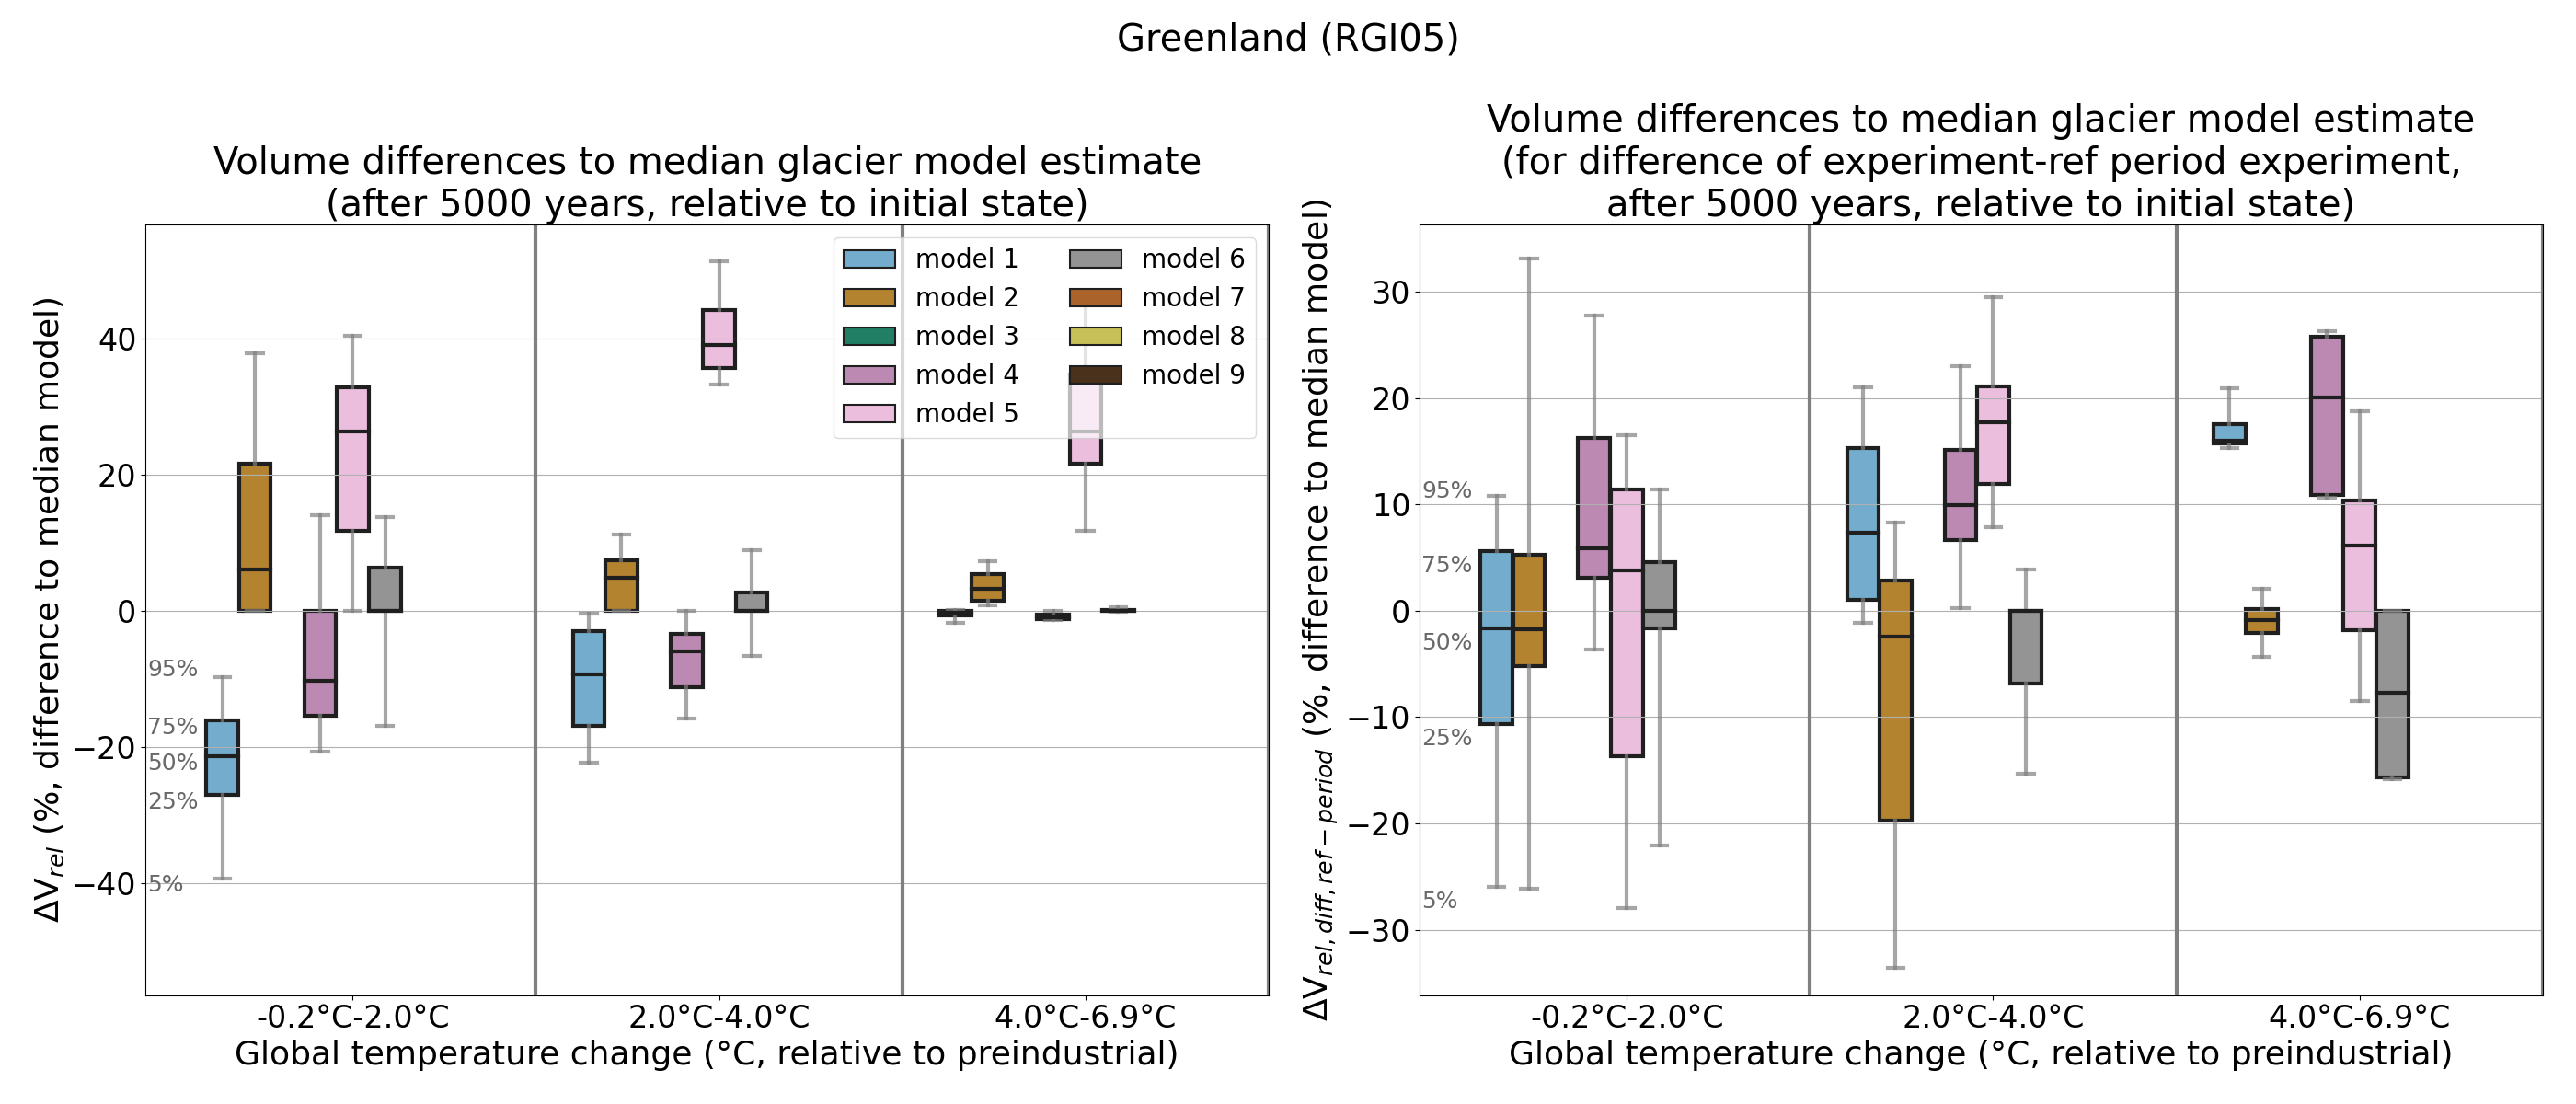 Greenland (RGI05)
Volume differences to median glacier model estimate
(after 5000 years, relative to initial state)
ΔV_rel (%, difference to median model)
40
20
0
−20
−40
95%
75%
50%
25%
5%
model 1
model 2
model 3
model 4
model 5
model 6
model 7
model 8
model 9
-0.2°C-2.0°C
2.0°C-4.0°C
4.0°C-6.9°C
Global temperature change (°C, relative to preindustrial)
Volume differences to median glacier model estimate
(for difference of experiment-ref period experiment,
after 5000 years, relative to initial state)
ΔV_rel, diff, ref − period (%, difference to median model)
30
20
10
0
−10
−20
−30
95%
75%
50%
25%
5%
-0.2°C-2.0°C
2.0°C-4.0°C
4.0°C-6.9°C
Global temperature change (°C, relative to preindustrial)